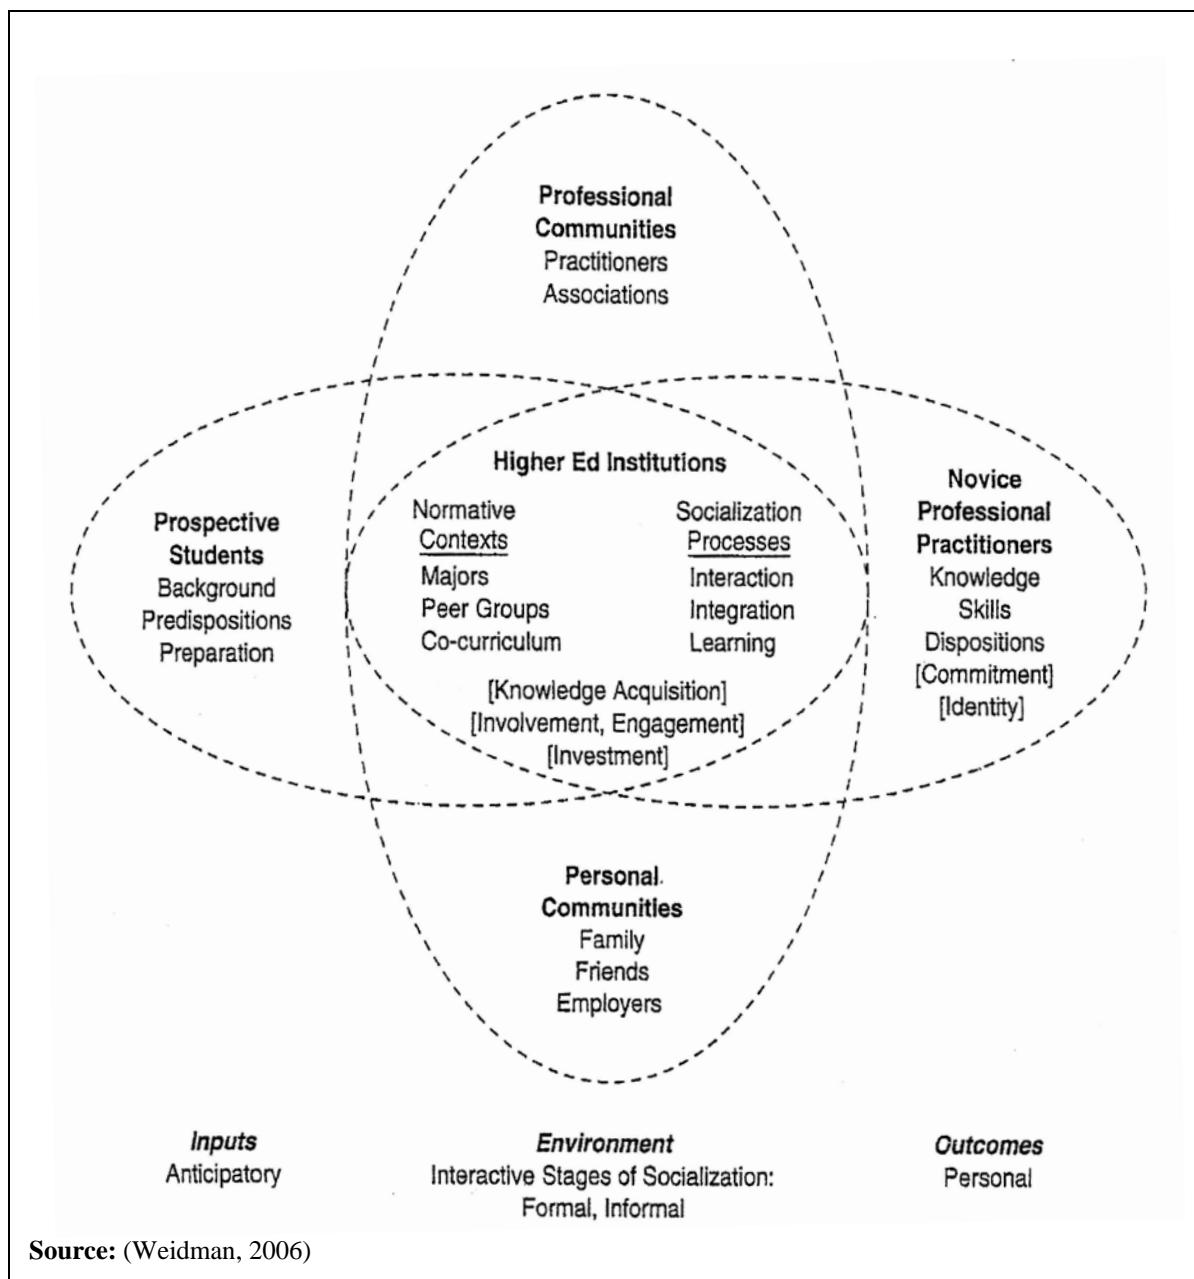 Professional
Communities
Practitioners
Associations
Higher Ed Institutions
Normative
Contexts
Majors
Peer Groups
Co-curriculum
Socialization
Processes
Interaction
Integration
Learning
[Knowledge Acquisition]
[Involvement, Engagement]
[Investment]
Prospective
Students
Background
Predispositions
Preparation
Novice
Professional
Practitioners
Knowledge
Skills
Dispositions
[Commitment]
[Identity]
Personal
Communities
Family
Friends
Employers
Inputs
Anticipatory
Environment
Interactive Stages of Socialization:
Formal, Informal
Outcomes
Personal
Source: (Weidman, 2006)